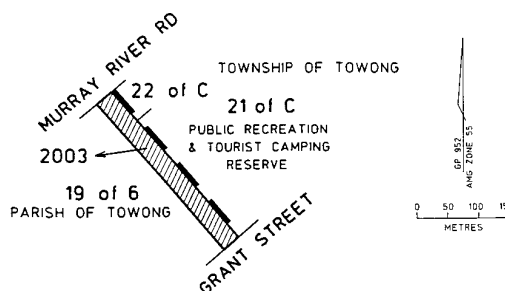 MURRAY RIVER RD
TOWNSHIP OF TOWONG
22 of C
21 of C
PUBLIC RECREATION
& TOURIST CAMPING
RESERVE
2003
19 of 6
PARISH OF TOWONG
GRANT STREET
GP 952
AMG ZONE 55
0 50 100
METRES